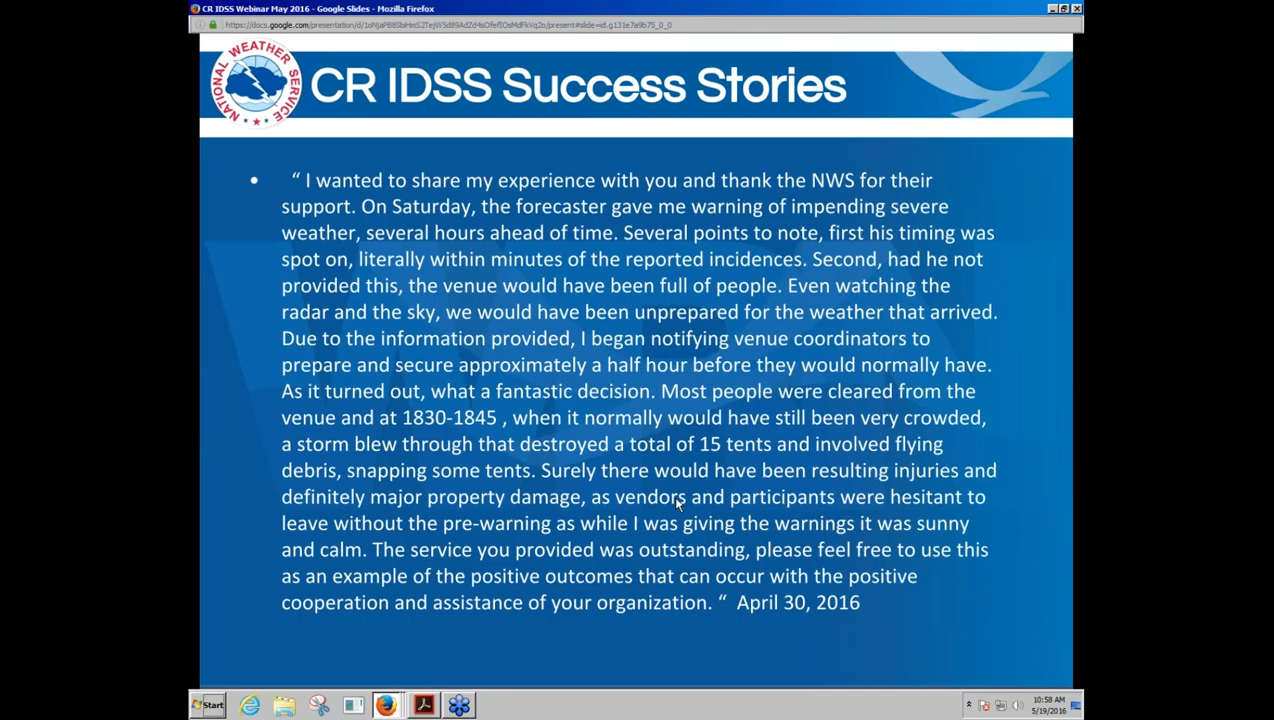 CR IDSS Webinar May 2016 - Google Slides - Mozilla Firefox
NATIONAL WEATHER SERVICE
CR IDSS Success Stories
• “ I wanted to share my experience with you and thank the NWS for their
support. On Saturday, the forecaster gave me warning of impending severe
weather, several hours ahead of time. Several points to note, first his timing was
spot on, literally within minutes of the reported incidences. Second, had he not
provided this, the venue would have been full of people. Even watching the
radar and the sky, we would have been unprepared for the weather that arrived.
Due to the information provided, I began notifying venue coordinators to
prepare and secure approximately a half hour before they would normally have.
As it turned out, what a fantastic decision. Most people were cleared from the
venue and at 1830-1845 , when it normally would have still been very crowded,
a storm blew through that destroyed a total of 15 tents and involved flying
debris, snapping some tents. Surely there would have been resulting injuries and
definitely major property damage, as vendors and participants were hesitant to
leave without the pre-warning as while I was giving the warnings it was sunny
and calm. The service you provided was outstanding, please feel free to use this
as an example of the positive outcomes that can occur with the positive
cooperation and assistance of your organization. “ April 30, 2016
Start
10:58 AM
5/19/2016